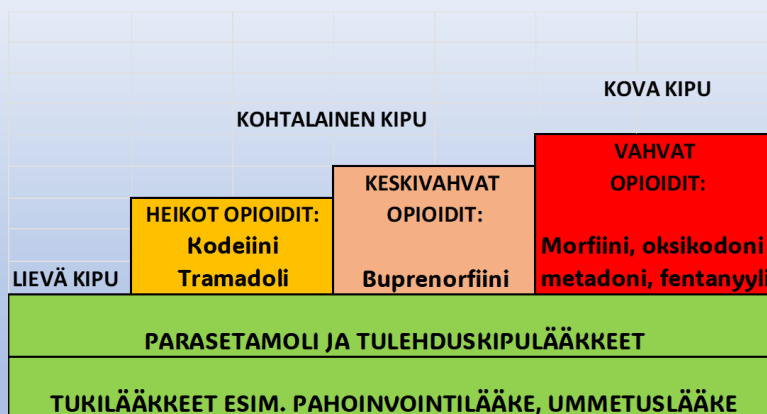 KOVA KIPU
KOHTALAINEN KIPU
VAHVAT
OPIOIDIT:
Morfiini, oksikodoni
metadoni, fentanyyli
KESKIVAHVAT
OPIOIDIT:
Buprenorfiini
HEIKOT OPIOIDIT:
Kodeiini
Tramadoli
LIEVÄ KIPU
PARASETAMOLI JA TULEHDUSKIPULÄÄKKEET
TUKILÄÄKKEET ESIM. PAHOINVOINTILÄÄKE, UMMETUSLÄÄKE